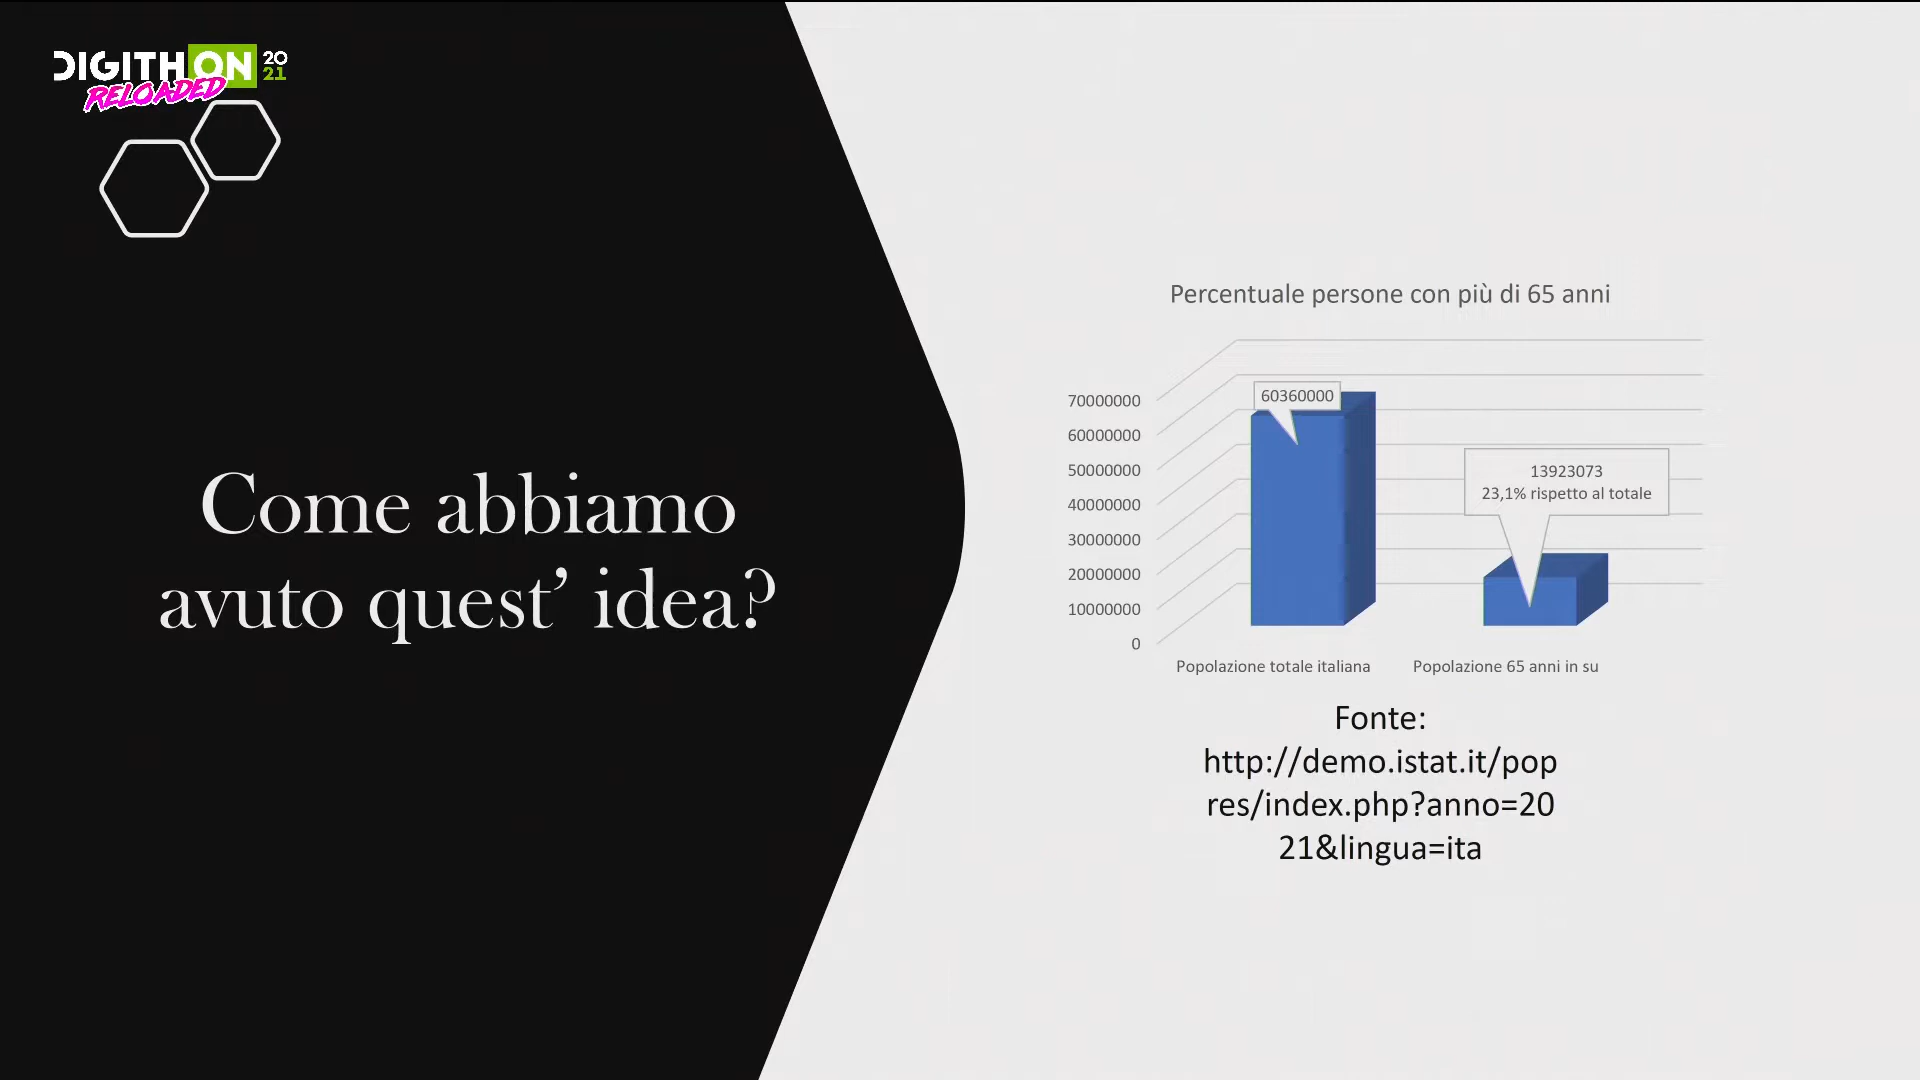 DIGITHON 20
21
RELOADED
Come abbiamo
avuto quest’ idea?
Percentuale persone con più di 65 anni
70000000
60000000
50000000
40000000
30000000
20000000
10000000
0
60360000
13923073
23,1% rispetto al totale
Popolazione totale italiana
Popolazione 65 anni in su
Fonte:
http://demo.istat.it/pop
res/index.php?anno=20
21&lingua=ita